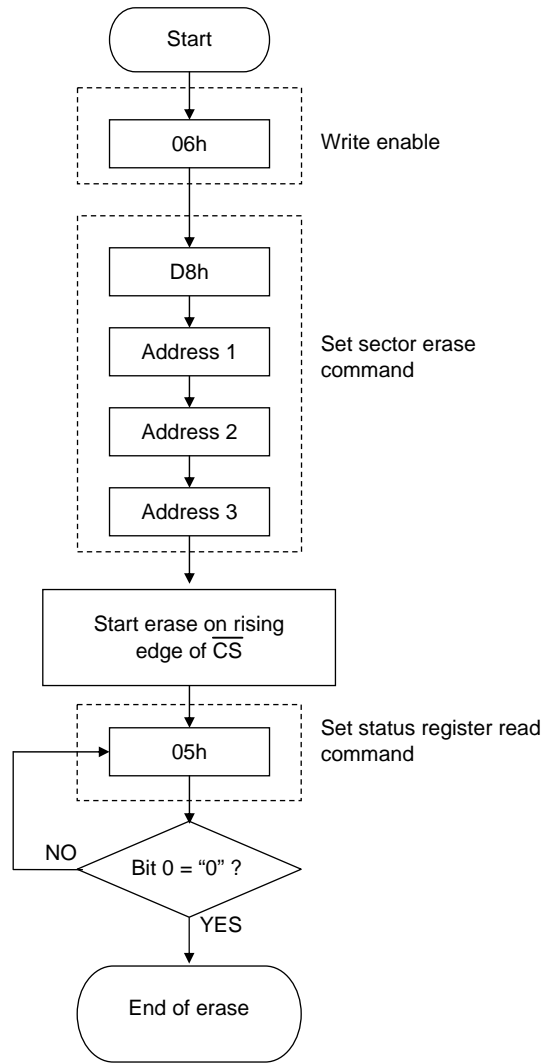 Start
06h
Write enable
D8h
Address 1
Set sector erase
command
Address 2
Address 3
Start erase on rising
edge of C̅S̅
Set status register read
command
05h
NO
Bit 0 = “0” ?
YES
End of erase